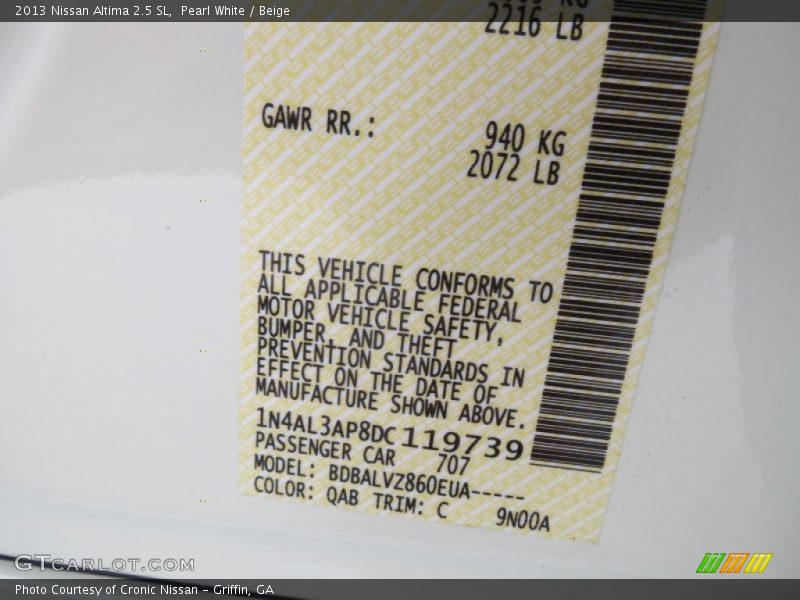 2013 Nissan Altima 2.5 SL, Pearl White / Beige
2216 LB
GAWR RR.: 940 KG
2072 LB
THIS VEHICLE CONFORMS TO
ALL APPLICABLE FEDERAL
MOTOR VEHICLE SAFETY,
BUMPER, AND THEFT
PREVENTION STANDARDS IN
EFFECT ON THE DATE OF
MANUFACTURE SHOWN ABOVE.
1N4AL3AP8DC119739
PASSENGER CAR 707
MODEL: BDBALVZ860EUA-----
COLOR: QAB TRIM: C 9N00A
GTcarlot.com
Photo Courtesy of Cronic Nissan - Griffin, GA